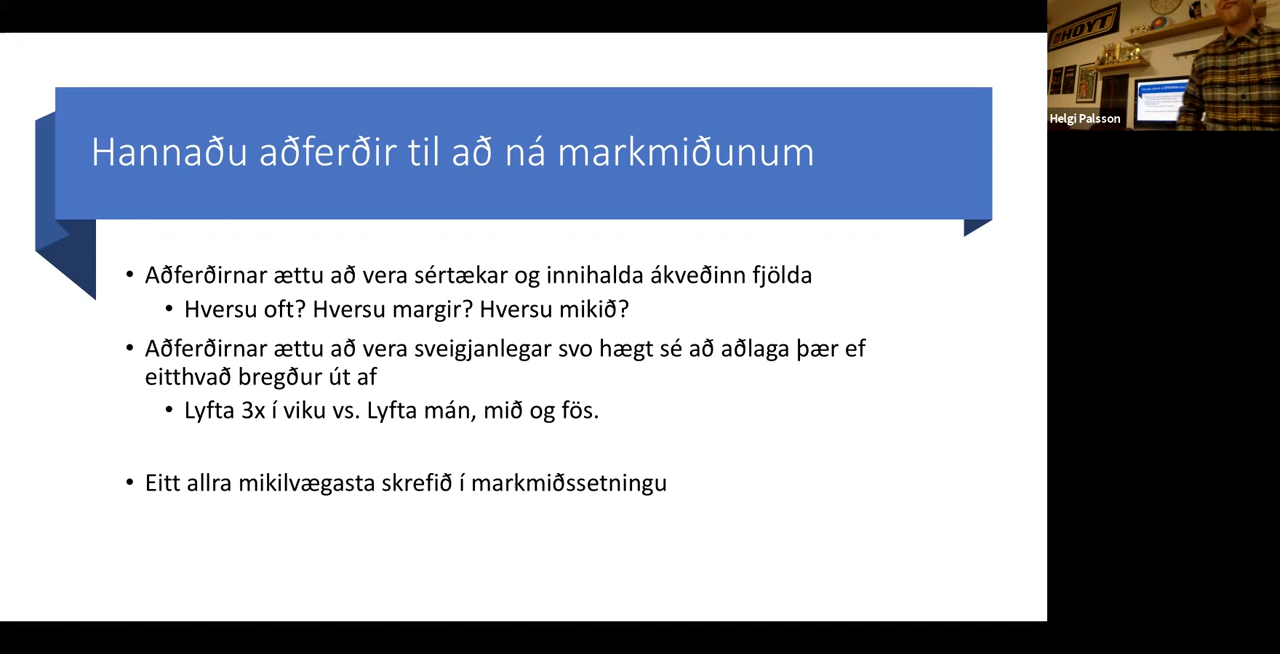 Hannaðu aðferðir til að ná markmiðunum
• Aðferðirnar ættu að vera sértækar og innihalda ákveðinn fjölda
• Hversu oft? Hversu margir? Hversu mikið?
• Aðferðirnar ættu að vera sveigjanlegar svo hægt sé að aðlaga þær ef
eitthvað bregður út af
• Lyfta 3x í viku vs. Lyfta mán, mið og fös.
• Eitt allra mikilvægasta skrefið í markmiðssetningu
HOYT
Helgi Palsson